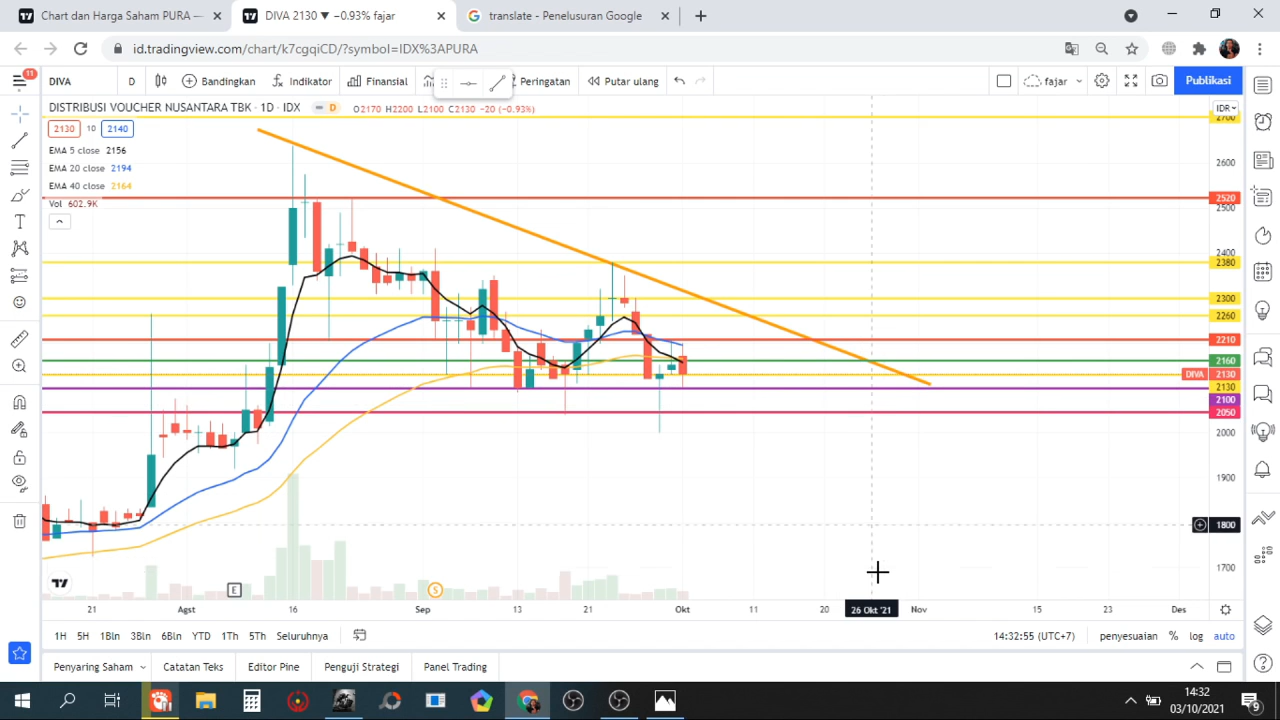 Chart dan Harga Saham PURA —
DIVA 2130 ▼ −0.93% fajar
translate - Penelusuran Google
id.tradingview.com/chart/k7cgqiCD/?symbol=IDX%3APURA
11
DIVA
D
Bandingkan
Indikator
Finansial
Peringatan
Putar ulang
fajar
Publikasi
DISTRIBUSI VOUCHER NUSANTARA TBK · 1D · IDX
D
O2170 H2200 L2100 C2130 −20 (−0.93%)
IDR
2130 10 2140
EMA 5 close 2156
EMA 20 close 2194
EMA 40 close 2164
Vol 602.9K
2700
2600
2520
2500
2400
2380
2300
2260
2210
2160
DIVA 2130
2130
2100
2050
2000
1900
1800
1700
E
S
21 Agst 16 Sep 13 21 Okt 11 20 26 Okt '21 Nov 15 23 Des
1H 5H 1Bln 3Bln 6Bln YTD 1Th 5Th Seluruhnya
14:32:55 (UTC+7)
penyesuaian % log auto
Penyaring Saham
Catatan Teks
Editor Pine
Penguji Strategi
Panel Trading
14:32
03/10/2021
9